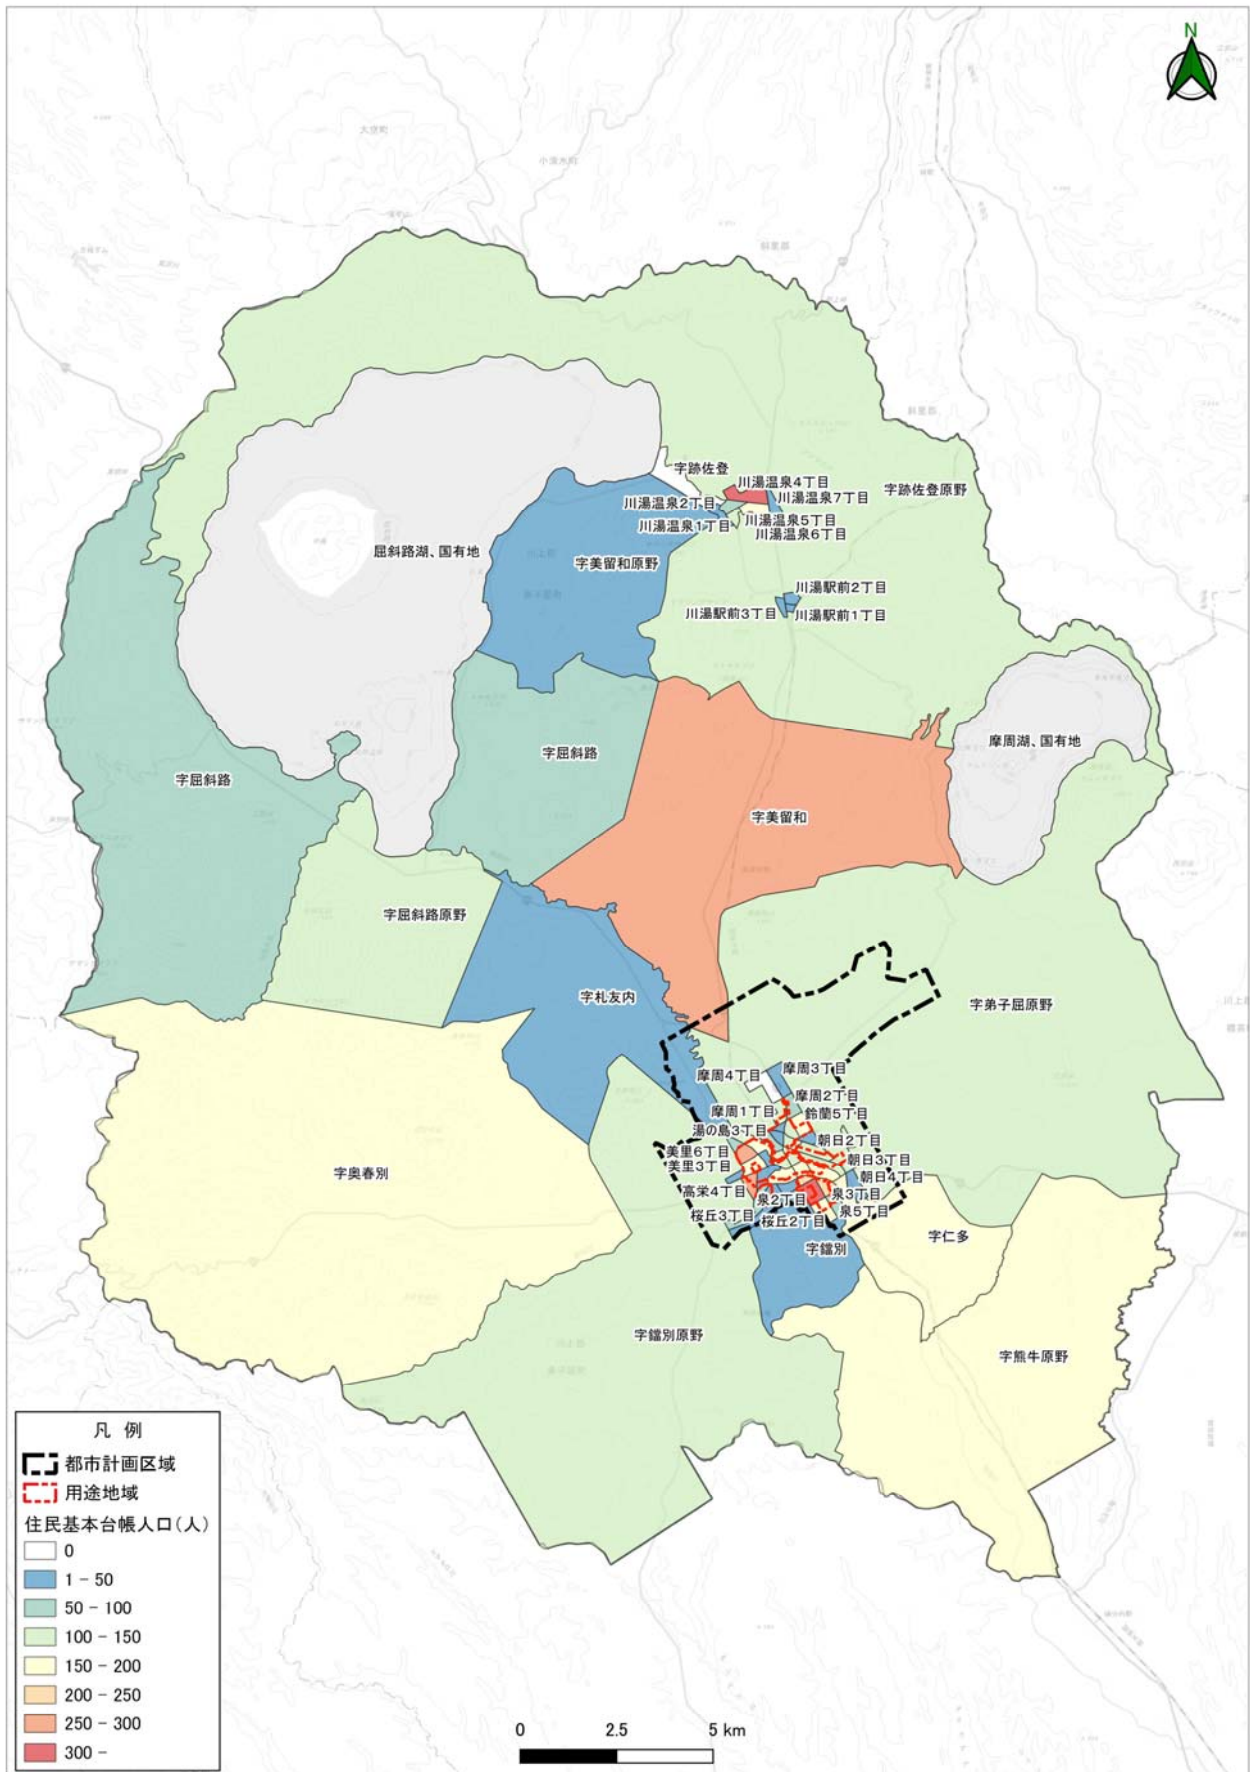 N
大空町
小清水町
斜里郡
斜里郡
字跡佐登
川湯温泉4丁目
字跡佐登原野
川湯温泉7丁目
川湯温泉2丁目
川湯温泉5丁目
川湯温泉1丁目
川湯温泉6丁目
屈斜路湖、国有地
字美留和原野
川湯駅前2丁目
川湯駅前3丁目
川湯駅前1丁目
摩周湖、国有地
字屈斜路
字屈斜路
字美留和
字屈斜路原野
字札友内
字弟子屈原野
摩周3丁目
摩周4丁目
摩周2丁目
摩周1丁目
鈴蘭5丁目
湯の島3丁目
朝日2丁目
美里6丁目
朝日3丁目
美里3丁目
朝日4丁目
字奥春別
高栄4丁目
泉3丁目
泉2丁目
泉5丁目
桜丘3丁目
桜丘2丁目
字仁多
字鐺別
字鐺別原野
字熊牛原野
凡 例
都市計画区域
用途地域
住民基本台帳人口(人)
0
1 - 50
50 - 100
100 - 150
150 - 200
200 - 250
250 - 300
300 -
0 2.5 5 km